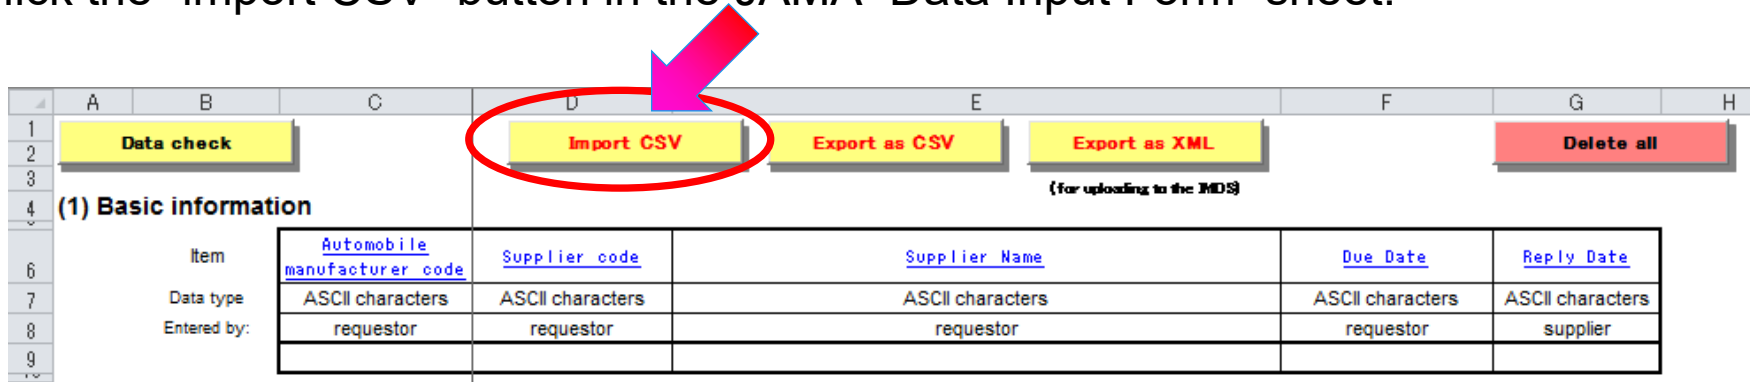 lick the "Import CSV" button in the JAMA "Data Input Form" sheet.
A B C D E F G H
1
Data check Import CSV Export as CSV Export as XML Delete all
2
3
(for uploading to the IMDS)
4 (1) Basic information
6 Item Automobile manufacturer code Supplier code Supplier Name Due Date Reply Date
7 Data type ASCII characters ASCII characters ASCII characters ASCII characters ASCII characters
8 Entered by: requestor requestor requestor requestor supplier
9